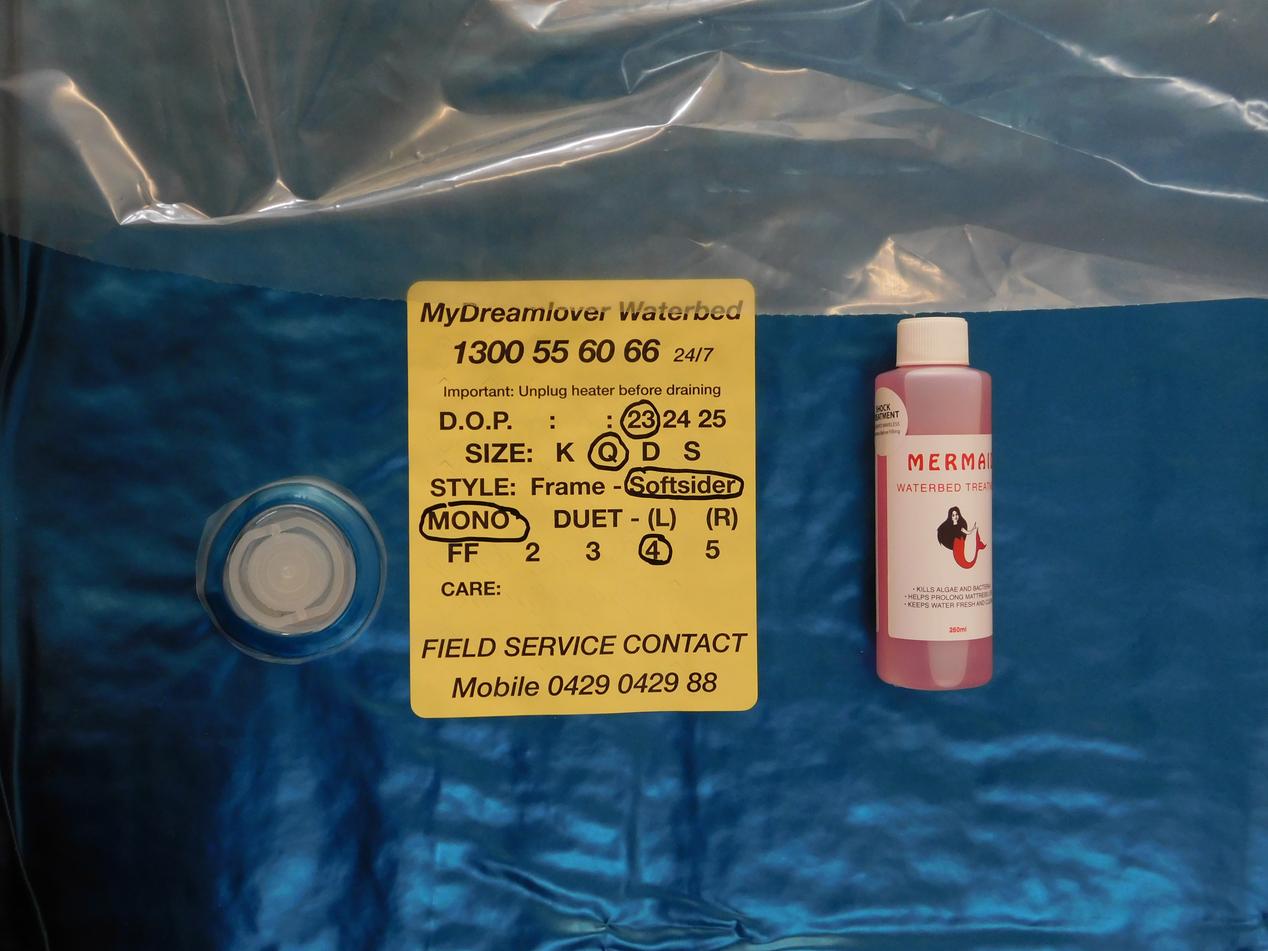 MyDreamlover Waterbed
1300 55 60 66 24/7
Important: Unplug heater before draining
D.O.P. : : 23 24 25
SIZE: K Q D S
STYLE: Frame - Softsider
MONO DUET - (L) (R)
FF 2 3 4 5
CARE:
FIELD SERVICE CONTACT
Mobile 0429 0429 88
MERMAI
WATERBED TREAT
• KILLS ALGAE AND BACTERIA
• HELPS PROLONG MATTRESS
• KEEPS WATER FRESH AND
250ml